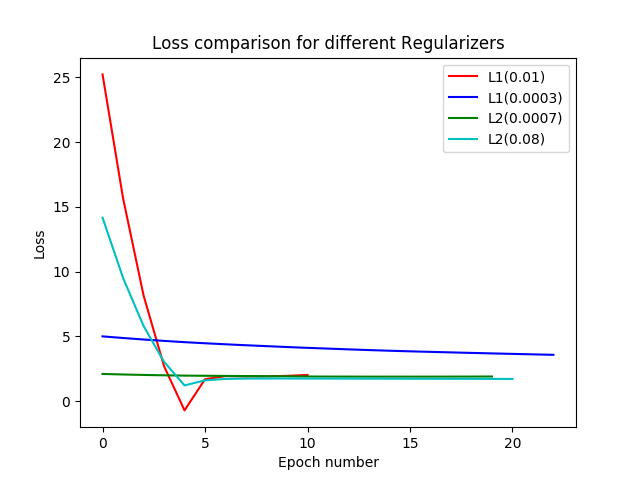 Loss comparison for different Regularizers
L1(0.01)
L1(0.0003)
L2(0.0007)
L2(0.08)
Loss
25
20
15
10
5
0
0 5 10 15 20
Epoch number